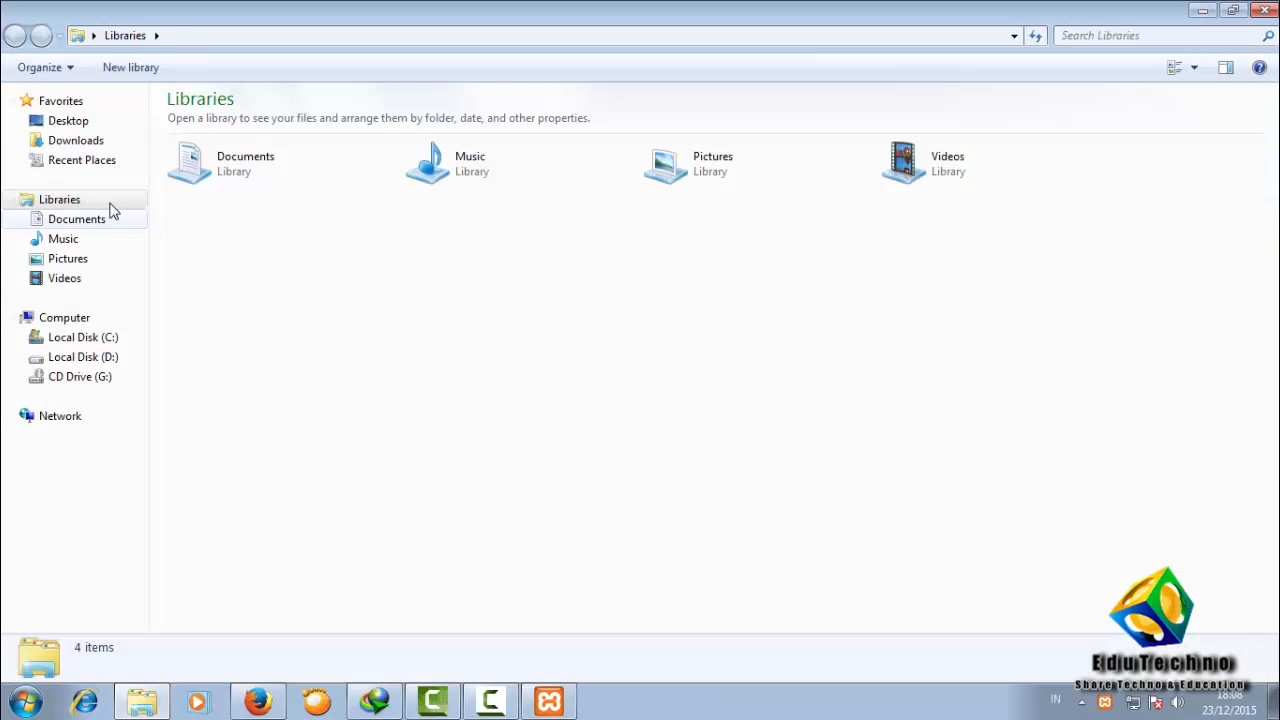 Libraries
Search Libraries
Organize
New library
Favorites
Desktop
Downloads
Recent Places
Libraries
Documents
Music
Pictures
Videos
Computer
Local Disk (C:)
Local Disk (D:)
CD Drive (G:)
Network
Libraries
Open a library to see your files and arrange them by folder, date, and other properties.
Documents
Library
Music
Library
Pictures
Library
Videos
Library
4 items
EduTechno
Share Techno & Education
IN
18:08
23/12/2015